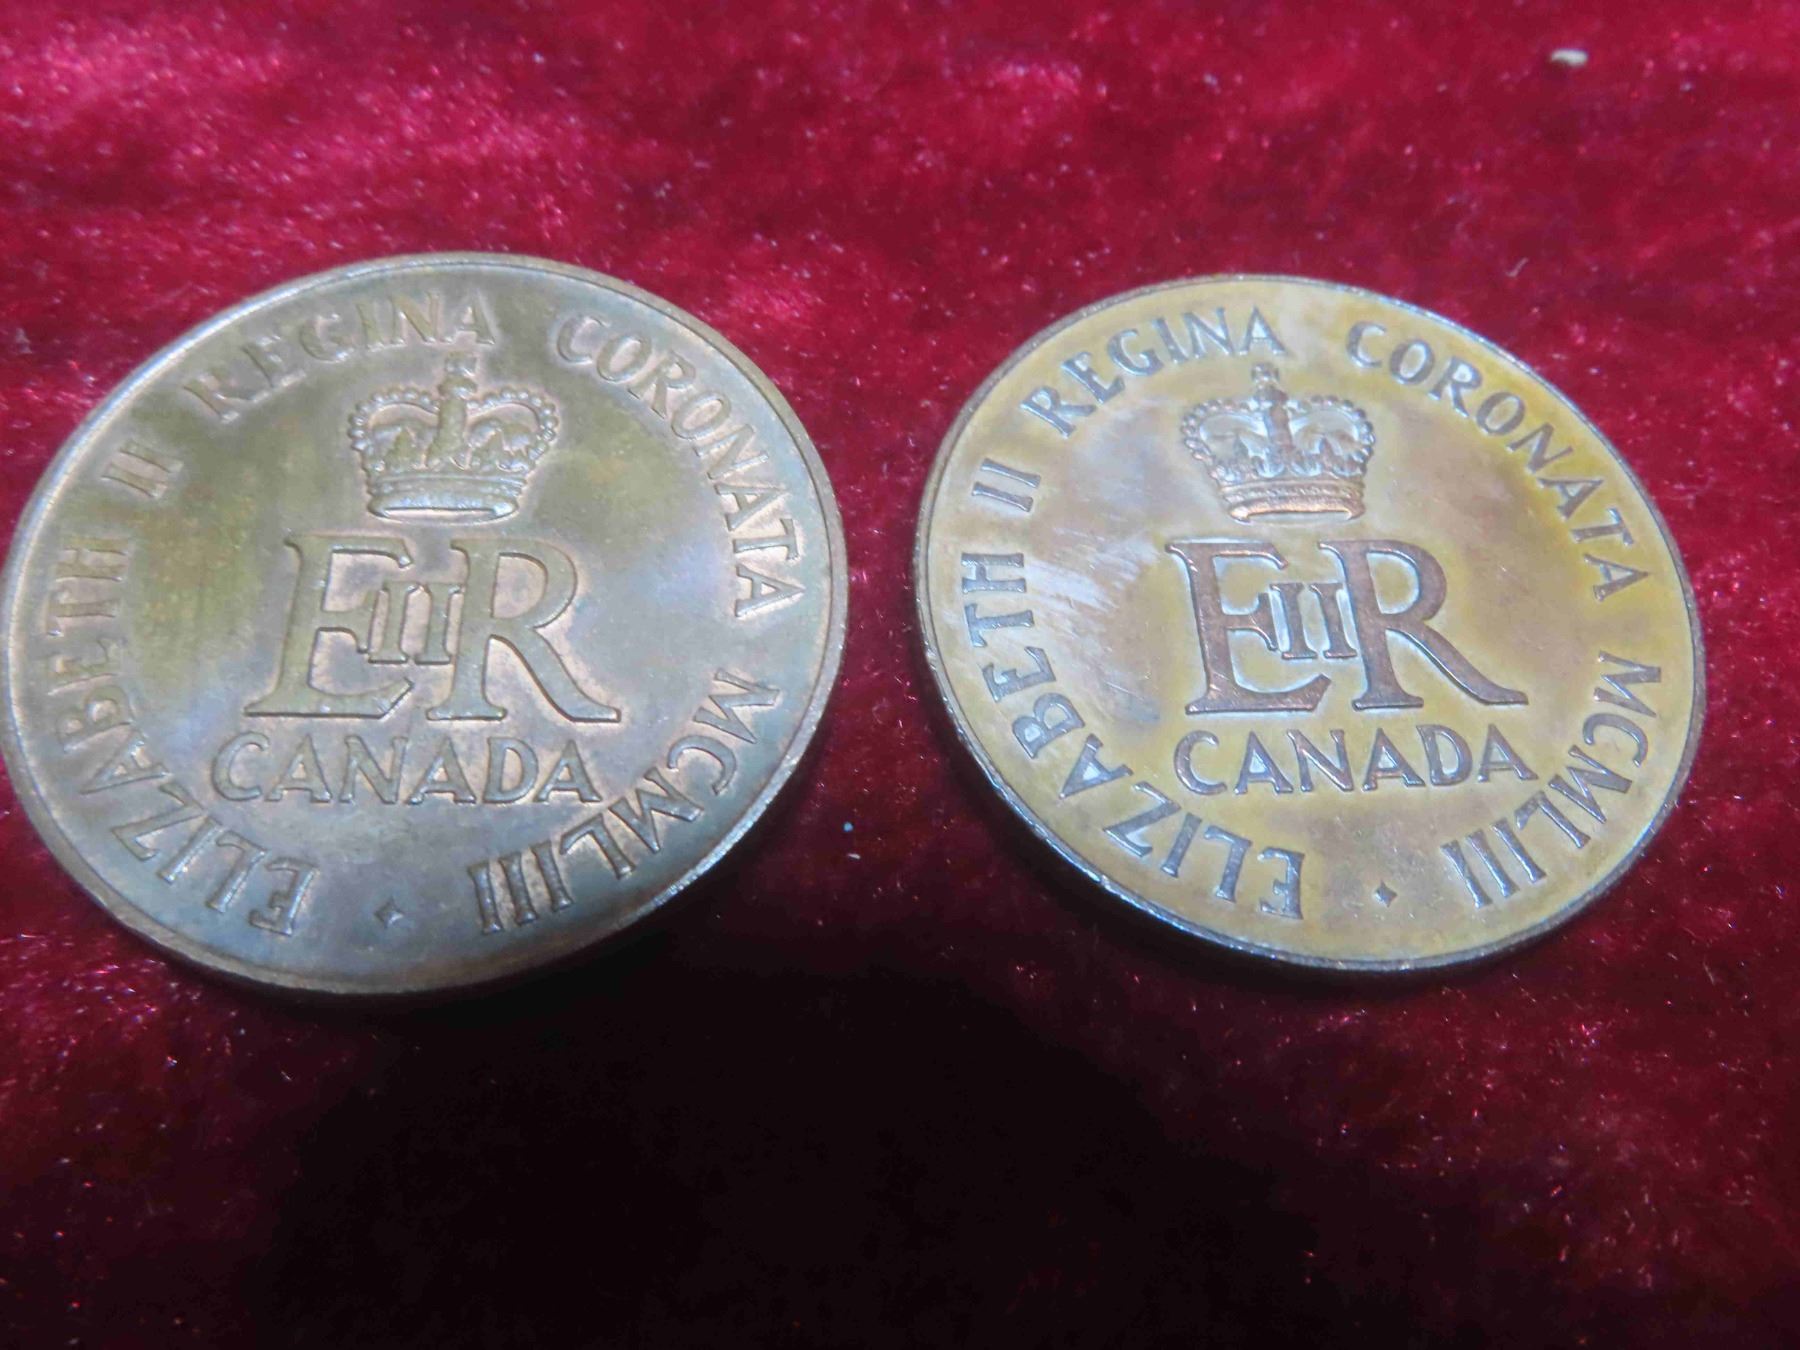 ELIZABETH II REGINA CORONATA MCMLIII
EIIR
CANADA
ELIZABETH II REGINA CORONATA MCMLIII
EIIR
CANADA